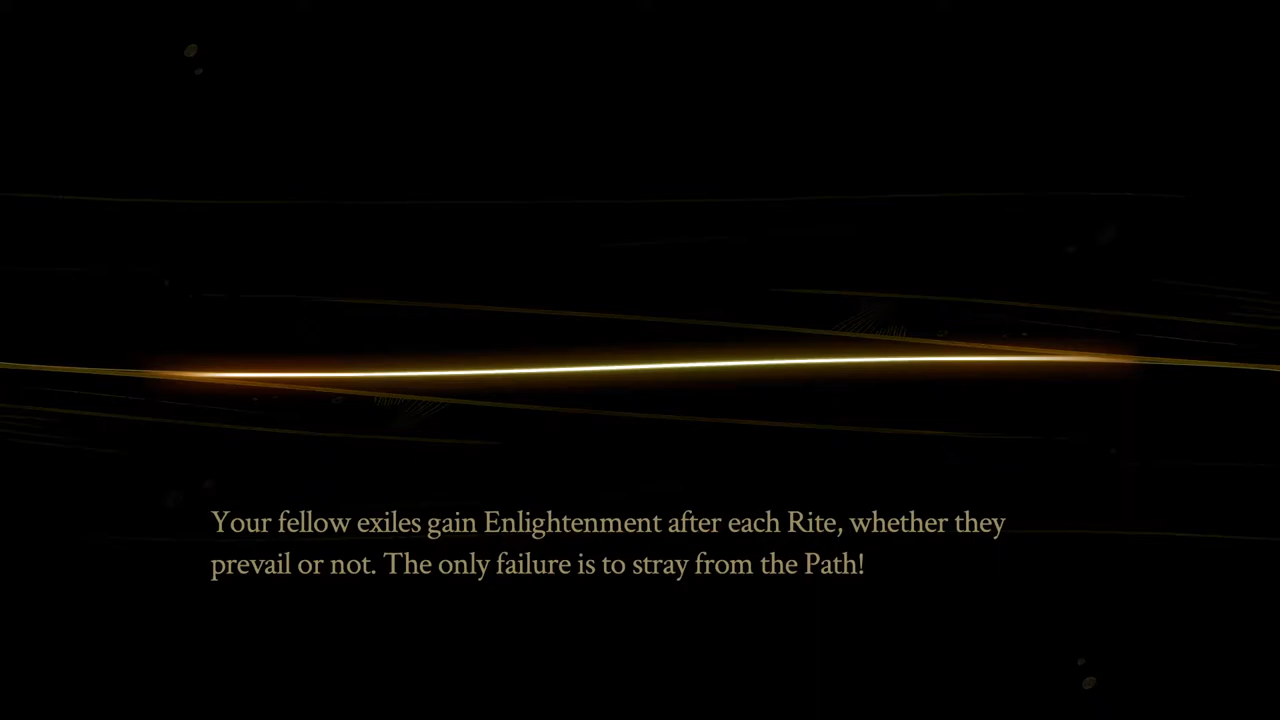 Your fellow exiles gain Enlightenment after each Rite, whether they
prevail or not. The only failure is to stray from the Path!